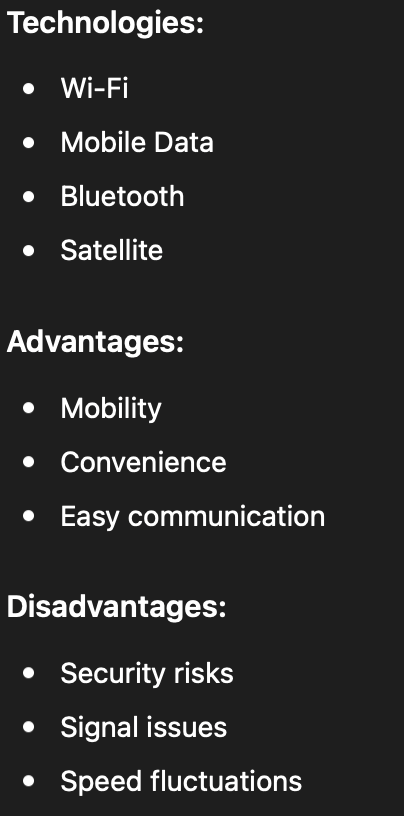 Technologies:
• Wi-Fi
• Mobile Data
• Bluetooth
• Satellite
Advantages:
• Mobility
• Convenience
• Easy communication
Disadvantages:
• Security risks
• Signal issues
• Speed fluctuations